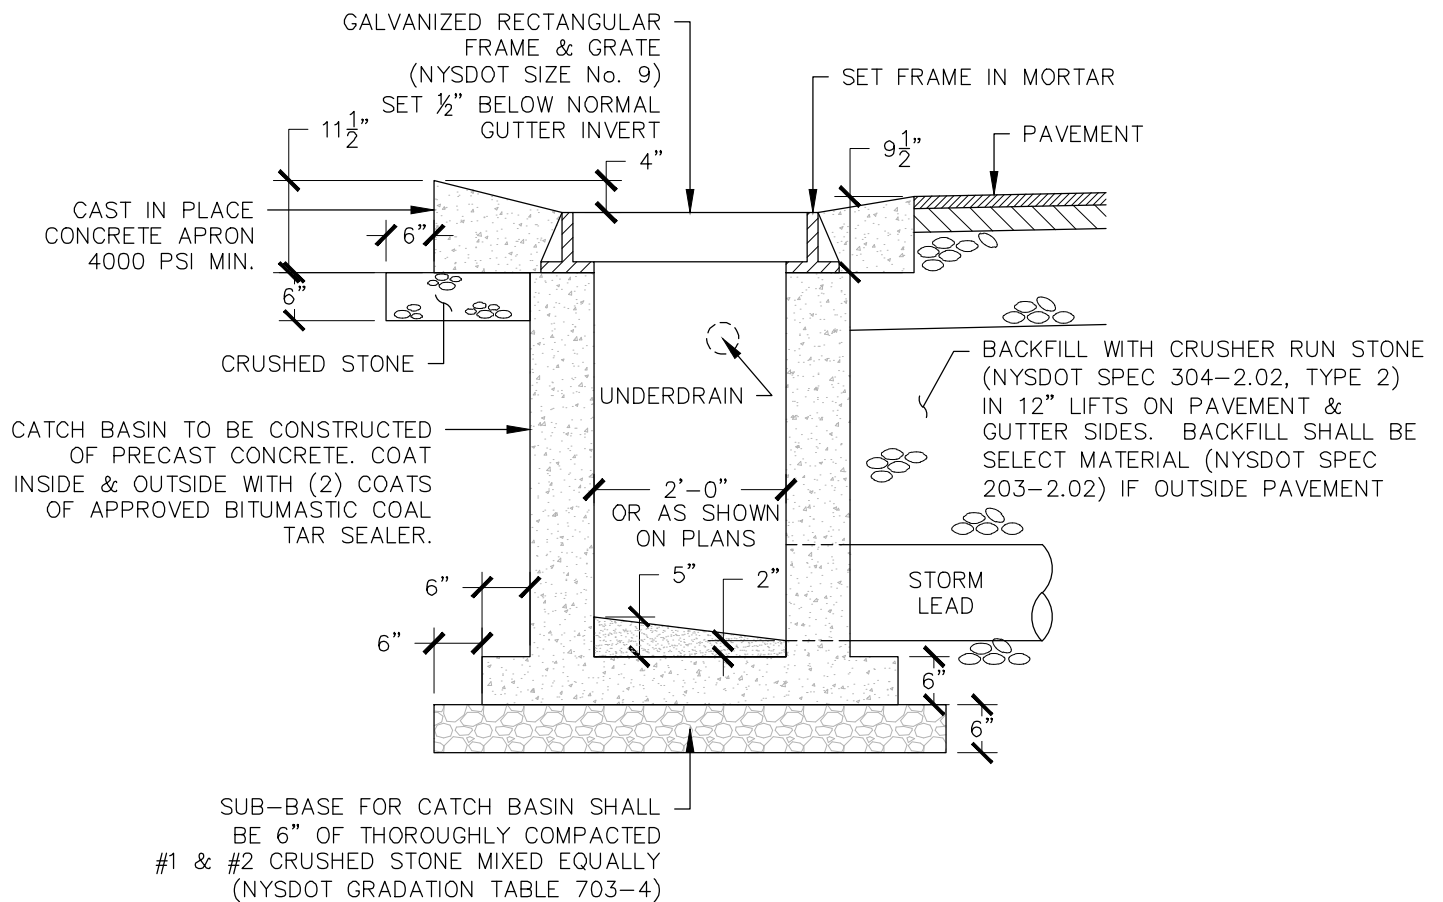 GALVANIZED RECTANGULAR
FRAME & GRATE
(NYSDOT SIZE No. 9)
SET ½" BELOW NORMAL
GUTTER INVERT
SET FRAME IN MORTAR
PAVEMENT
11 1/2"
4"
9 1/2"
CAST IN PLACE
CONCRETE APRON
4000 PSI MIN.
6"
6"
CRUSHED STONE
UNDERDRAIN
BACKFILL WITH CRUSHER RUN STONE
(NYSDOT SPEC 304-2.02, TYPE 2)
IN 12" LIFTS ON PAVEMENT &
GUTTER SIDES. BACKFILL SHALL BE
SELECT MATERIAL (NYSDOT SPEC
203-2.02) IF OUTSIDE PAVEMENT
CATCH BASIN TO BE CONSTRUCTED
OF PRECAST CONCRETE. COAT
INSIDE & OUTSIDE WITH (2) COATS
OF APPROVED BITUMASTIC COAL
TAR SEALER.
2'-0"
OR AS SHOWN
ON PLANS
5"
2"
STORM
LEAD
6"
6"
6"
6"
SUB-BASE FOR CATCH BASIN SHALL
BE 6" OF THOROUGHLY COMPACTED
#1 & #2 CRUSHED STONE MIXED EQUALLY
(NYSDOT GRADATION TABLE 703-4)